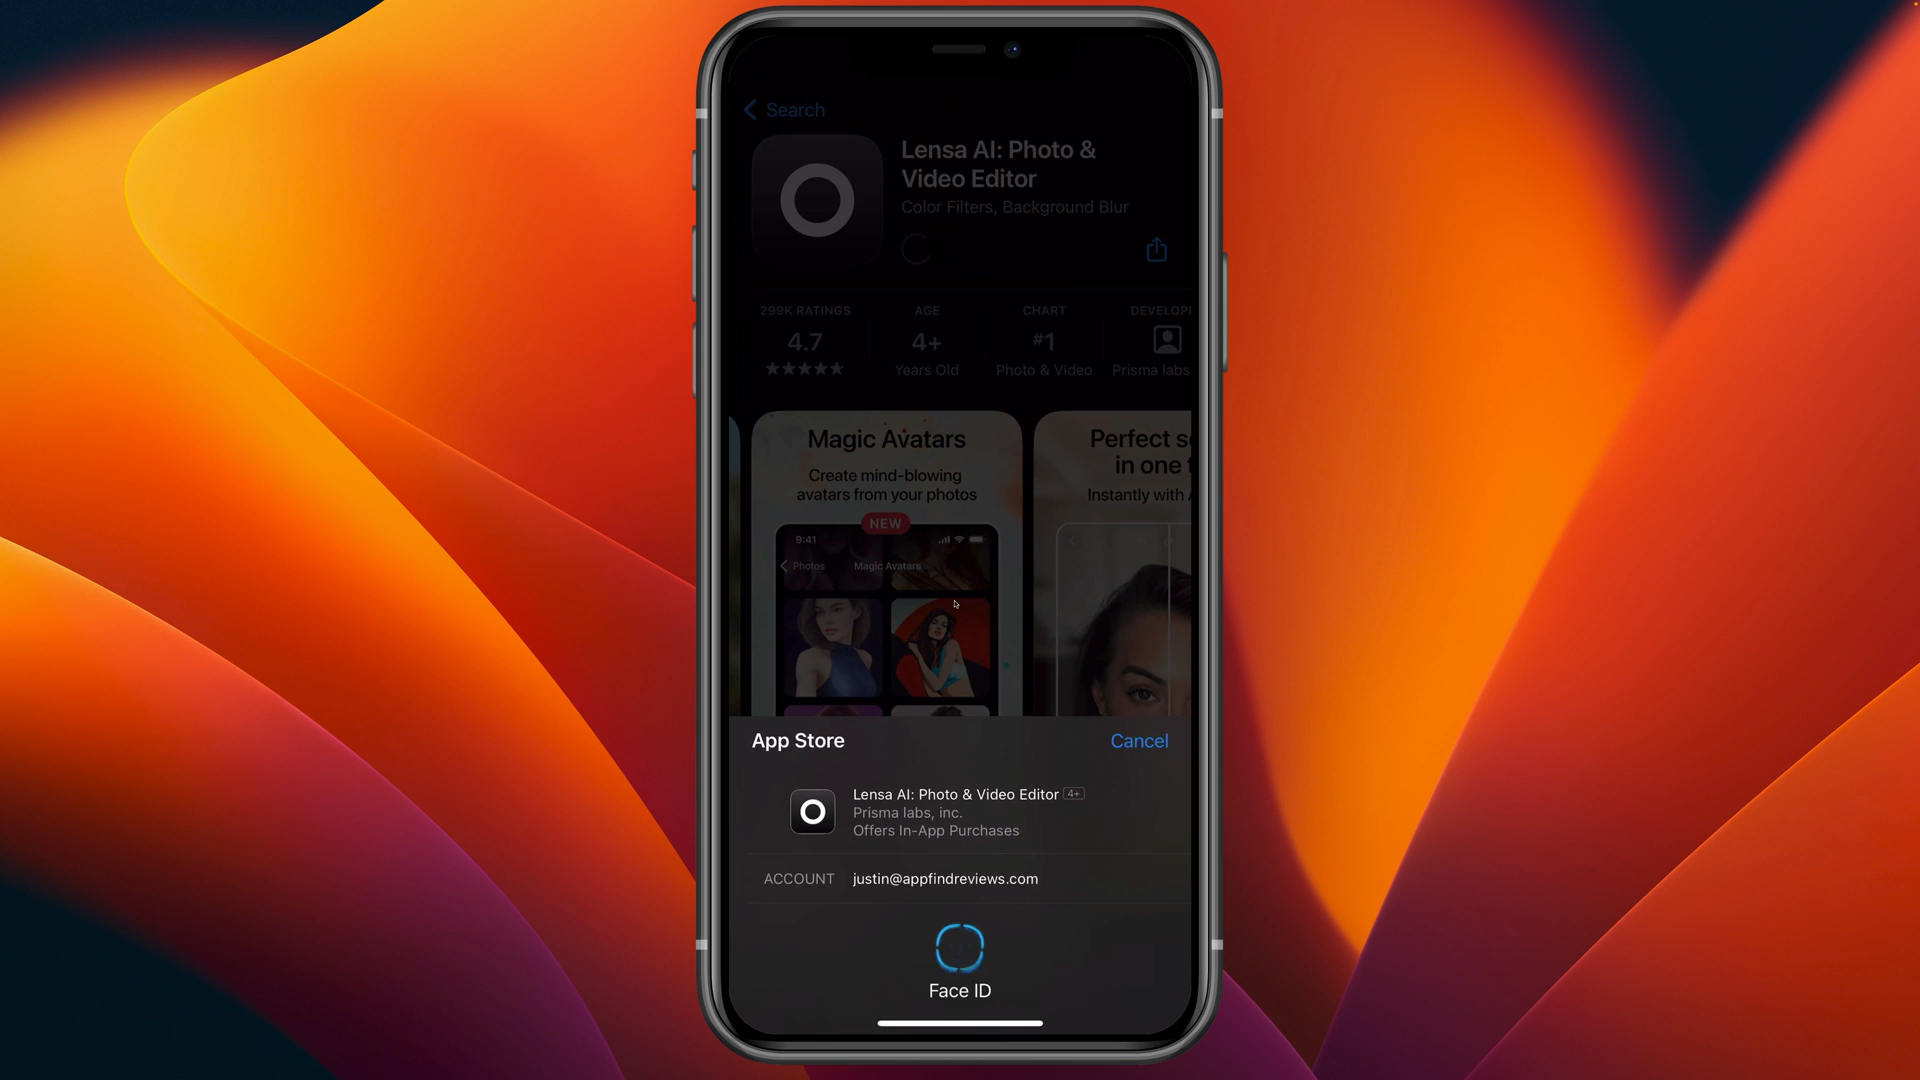 Search
Lensa AI: Photo &
Video Editor
Color Filters, Background Blur
299K RATINGS
4.7
★★★★★
AGE
4+
Years Old
CHART
#1
Photo & Video
DEVELOP
Prisma labs
Magic Avatars
Create mind-blowing
avatars from your photos
NEW
9:41
Photos
Magic Avatars
Perfect s
in one t
Instantly with
App Store
Cancel
Lensa AI: Photo & Video Editor 4+
Prisma labs, inc.
Offers In-App Purchases
ACCOUNT justin@appfindreviews.com
Face ID